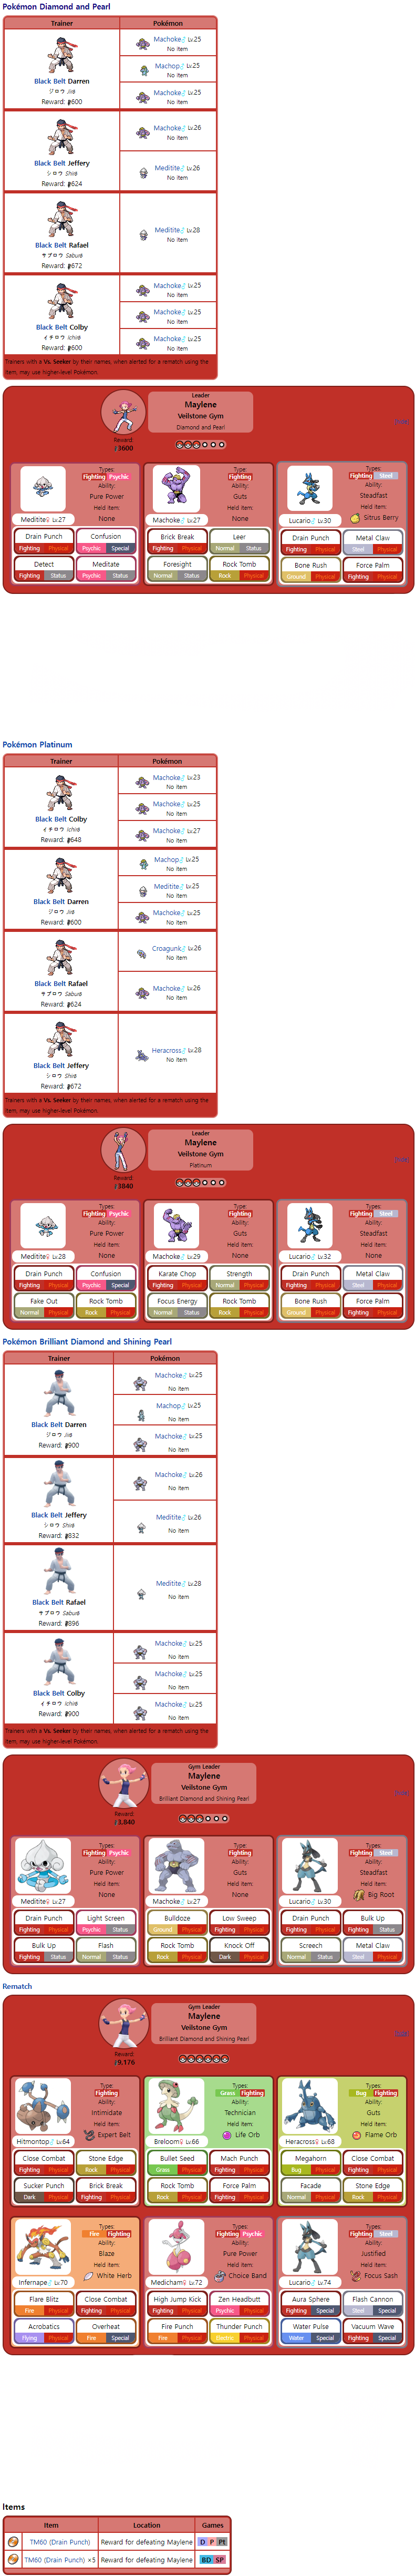 Pokémon Diamond and Pearl
Trainer Pokémon
Black Belt Darren
ジロウ Jirō
Reward: 600
Machoke♂ Lv.25
No item
Machop♂ Lv.25
No item
Machoke♂ Lv.25
No item
Black Belt Jeffery
シロウ Shirō
Reward: 624
Machoke♂ Lv.26
No item
Meditite♂ Lv.26
No item
Black Belt Rafael
サブロウ Saburō
Reward: 672
Meditite♂ Lv.28
No item
Black Belt Colby
イチロウ Ichirō
Reward: 600
Machoke♂ Lv.25
No item
Machoke♂ Lv.25
No item
Machoke♂ Lv.25
No item
Trainers with a Vs. Seeker by their names, when alerted for a rematch using the
item, may use higher-level Pokémon.
Leader
Maylene
Veilstone Gym
Diamond and Pearl
Reward:
3600
Types:
Fighting Psychic
Ability:
Pure Power
Held item:
None
Meditite♀ Lv.27
Drain Punch Confusion
Fighting Physical Psychic Special
Detect Meditate
Fighting Status Psychic Status
Type:
Fighting
Ability:
Guts
Held item:
None
Machoke♂ Lv.27
Brick Break Leer
Fighting Physical Normal Status
Foresight Rock Tomb
Normal Status Rock Physical
Types:
Fighting Steel
Ability:
Steadfast
Held item:
Sitrus Berry
Lucario♂ Lv.30
Drain Punch Metal Claw
Fighting Physical Steel Physical
Bone Rush Force Palm
Ground Physical Fighting Physical
Pokémon Platinum
Trainer Pokémon
Black Belt Colby
イチロウ Ichirō
Reward: 648
Machoke♂ Lv.23
No item
Machoke♂ Lv.25
No item
Machoke♂ Lv.27
No item
Black Belt Darren
ジロウ Jirō
Reward: 600
Machop♂ Lv.25
No item
Meditite♂ Lv.25
No item
Machoke♂ Lv.25
No item
Black Belt Rafael
サブロウ Saburō
Reward: 624
Croagunk♂ Lv.26
No item
Machoke♂ Lv.26
No item
Black Belt Jeffery
シロウ Shirō
Reward: 672
Heracross♂ Lv.28
No item
Trainers with a Vs. Seeker by their names, when alerted for a rematch using the
item, may use higher-level Pokémon.
Leader
Maylene
Veilstone Gym
Platinum
Reward:
3840
Types:
Fighting Psychic
Ability:
Pure Power
Held item:
None
Meditite♀ Lv.28
Drain Punch Confusion
Fighting Physical Psychic Special
Fake Out Rock Tomb
Normal Physical Rock Physical
Type:
Fighting
Ability:
Guts
Held item:
None
Machoke♂ Lv.29
Karate Chop Strength
Fighting Physical Normal Physical
Focus Energy Rock Tomb
Normal Status Rock Physical
Types:
Fighting Steel
Ability:
Steadfast
Held item:
None
Lucario♂ Lv.32
Drain Punch Metal Claw
Fighting Physical Steel Physical
Bone Rush Force Palm
Ground Physical Fighting Physical
Pokémon Brilliant Diamond and Shining Pearl
Trainer Pokémon
Black Belt Darren
ジロウ Jirō
Reward: 900
Machoke♂ Lv.25
No item
Machop♂ Lv.25
No item
Machoke♂ Lv.25
No item
Black Belt Jeffery
シロウ Shirō
Reward: 832
Machoke♂ Lv.26
No item
Meditite♂ Lv.26
No item
Black Belt Rafael
サブロウ Saburō
Reward: 896
Meditite♂ Lv.28
No item
Black Belt Colby
イチロウ Ichirō
Reward: 900
Machoke♂ Lv.25
No item
Machoke♂ Lv.25
No item
Machoke♂ Lv.25
No item
Trainers with a Vs. Seeker by their names, when alerted for a rematch using the
item, may use higher-level Pokémon.
Gym Leader
Maylene
Veilstone Gym
Brilliant Diamond and Shining Pearl
Reward:
3,840
Types:
Fighting Psychic
Ability:
Pure Power
Held item:
None
Meditite♀ Lv.27
Drain Punch Light Screen
Fighting Physical Psychic Status
Bulk Up Flash
Fighting Status Normal Status
Type:
Fighting
Ability:
Guts
Held item:
None
Machoke♂ Lv.27
Bulldoze Low Sweep
Ground Physical Fighting Physical
Rock Tomb Knock Off
Rock Physical Dark Physical
Types:
Fighting Steel
Ability:
Steadfast
Held item:
Big Root
Lucario♂ Lv.30
Drain Punch Bulk Up
Fighting Physical Fighting Status
Screech Metal Claw
Normal Status Steel Physical
Rematch
Gym Leader
Maylene
Veilstone Gym
Brilliant Diamond and Shining Pearl
Reward:
9,176
Type:
Fighting
Ability:
Intimidate
Held item:
Expert Belt
Hitmontop♂ Lv.64
Close Combat Stone Edge
Fighting Physical Rock Physical
Sucker Punch Brick Break
Dark Physical Fighting Physical
Types:
Grass Fighting
Ability:
Technician
Held item:
Life Orb
Breloom♀ Lv.66
Bullet Seed Mach Punch
Grass Physical Fighting Physical
Rock Tomb Force Palm
Rock Physical Fighting Physical
Types:
Bug Fighting
Ability:
Guts
Held item:
Flame Orb
Heracross♀ Lv.68
Megahorn Close Combat
Bug Physical Fighting Physical
Facade Stone Edge
Normal Physical Rock Physical
Types:
Fire Fighting
Ability:
Blaze
Held item:
White Herb
Infernape♂ Lv.70
Flare Blitz Close Combat
Fire Physical Fighting Physical
Acrobatics Overheat
Flying Physical Fire Special
Types:
Fighting Psychic
Ability:
Pure Power
Held item:
Choice Band
Medicham♀ Lv.72
High Jump Kick Zen Headbutt
Fighting Physical Psychic Physical
Fire Punch Thunder Punch
Fire Physical Electric Physical
Types:
Fighting Steel
Ability:
Justified
Held item:
Focus Sash
Lucario♂ Lv.74
Aura Sphere Flash Cannon
Fighting Special Steel Special
Water Pulse Vacuum Wave
Water Special Fighting Special
Items
Item Location Games
TM60 (Drain Punch) Reward for defeating Maylene D P Pt
TM60 (Drain Punch) ×5 Reward for defeating Maylene BD SP